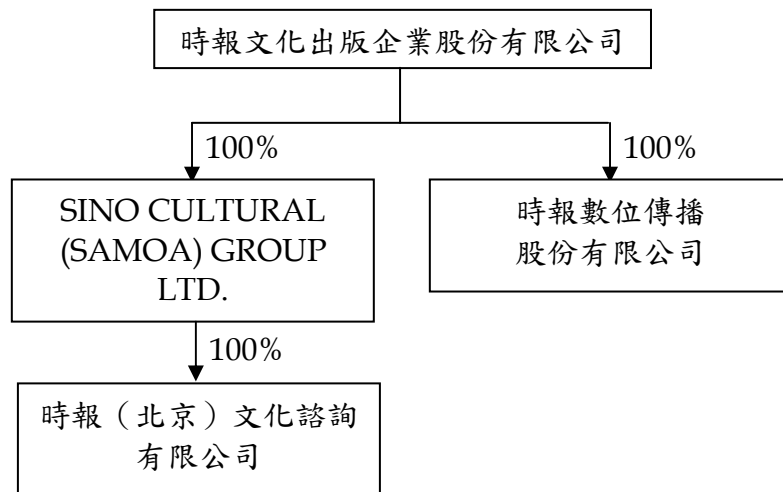 時報文化出版企業股份有限公司
100%
100%
SINO CULTURAL
(SAMOA) GROUP
LTD.
時報數位傳播
股份有限公司
100%
時報（北京）文化諮詢
有限公司